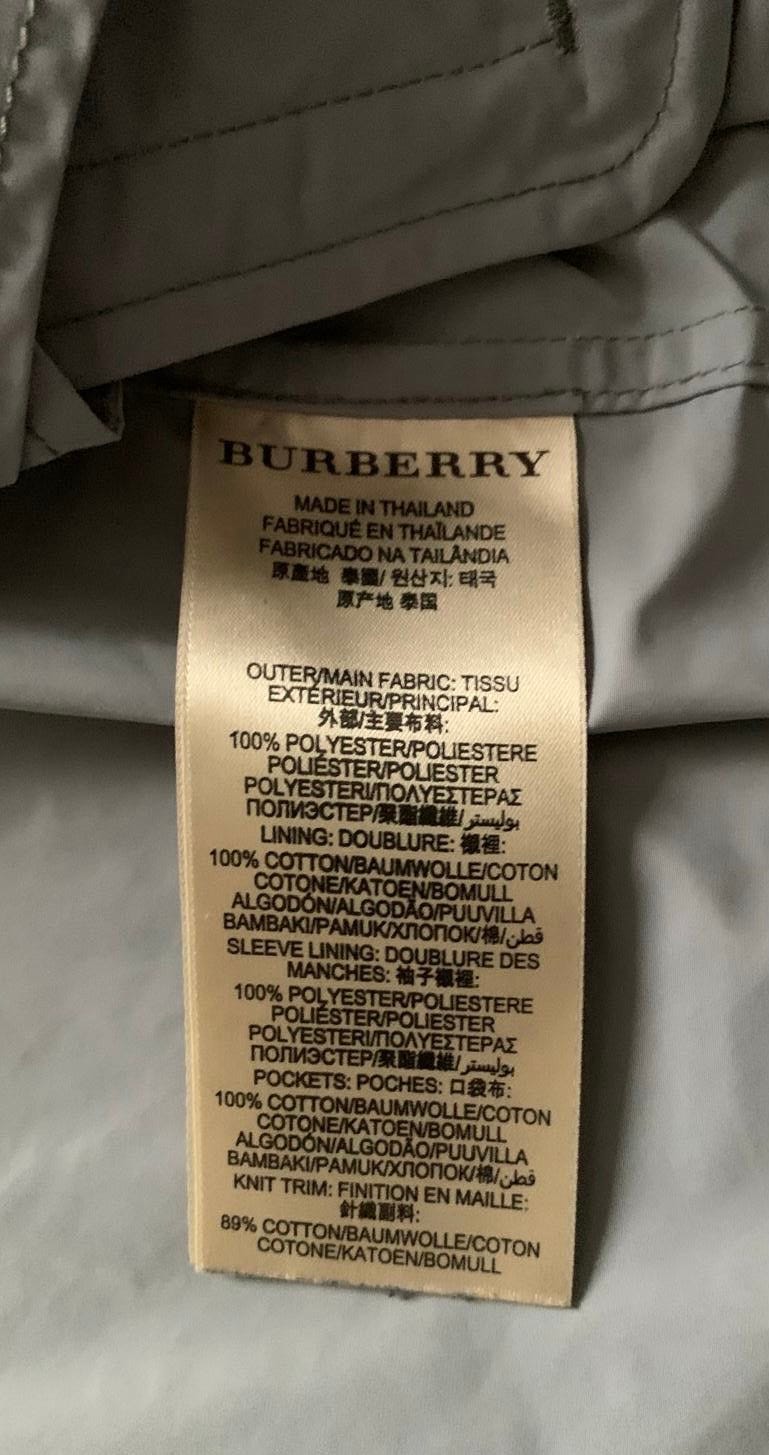 BURBERRY
MADE IN THAILAND
FABRIQUÉ EN THAÏLANDE
FABRICADO NA TAILÂNDIA
原產地 泰國/ 원산지: 태국
原产地 泰国
OUTER/MAIN FABRIC: TISSU
EXTÉRIEUR/PRINCIPAL:
外部/主要布料:
100% POLYESTER/POLIESTERE
POLIÉSTER/POLIESTER
POLYESTERI/ΠΟΛΥΕΣΤΕΡΑΣ
ПОЛИЭСТЕР/聚酯纖維/بوليستر
LINING: DOUBLURE: 襯裡:
100% COTTON/BAUMWOLLE/COTON
COTONE/KATOEN/BOMULL
ALGODÓN/ALGODÃO/PUUVILLA
BAMBAKI/PAMUK/ХЛОПОК/棉/قطن
SLEEVE LINING: DOUBLURE DES
MANCHES: 袖子襯裡:
100% POLYESTER/POLIESTERE
POLIÉSTER/POLIESTER
POLYESTERI/ΠΟΛΥΕΣΤΕΡΑΣ
ПОЛИЭСТЕР/聚酯纖維/بوليستر
POCKETS: POCHES: 口袋布:
100% COTTON/BAUMWOLLE/COTON
COTONE/KATOEN/BOMULL
ALGODÓN/ALGODÃO/PUUVILLA
BAMBAKI/PAMUK/ХЛОПОК/棉/قطن
KNIT TRIM: FINITION EN MAILLE:
針織副料:
89% COTTON/BAUMWOLLE/COTON
COTONE/KATOEN/BOMULL